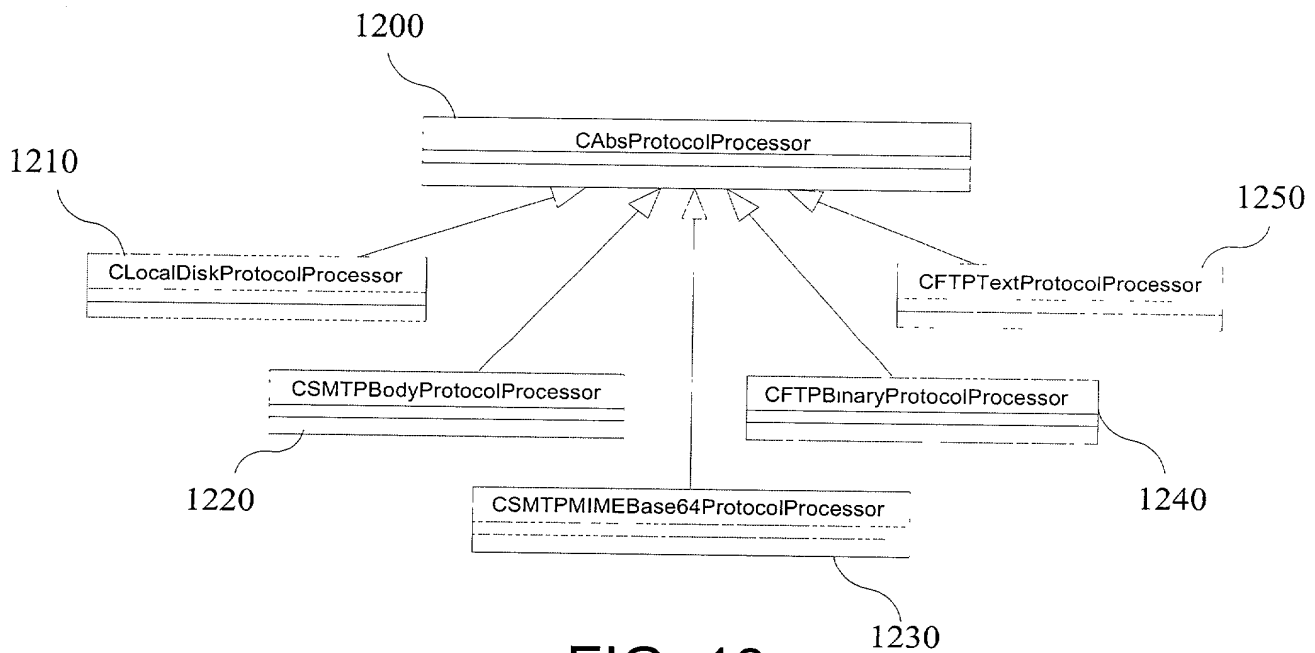 1200
CAbsProtocolProcessor
1210
1250
CLocalDiskProtocolProcessor
CFTPTextProtocolProcessor
CSMTPBodyProtocolProcessor
CFTPBinaryProtocolProcessor
1220
1240
CSMTPMIMEBase64ProtocolProcessor
1230